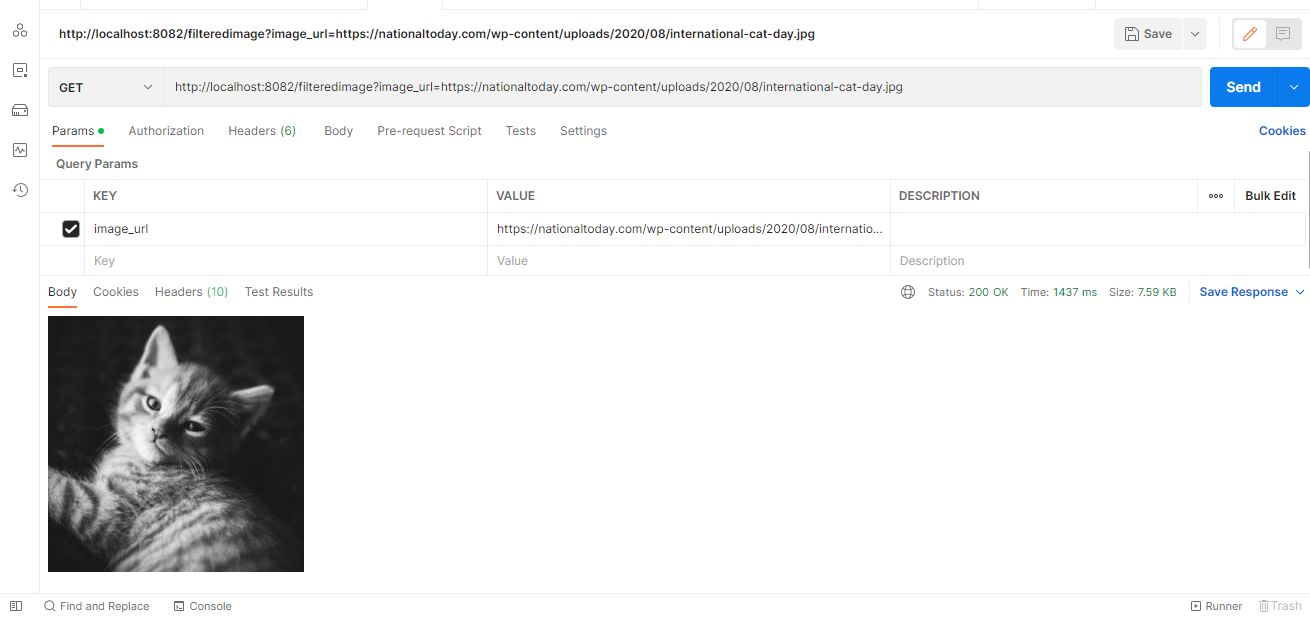 http://localhost:8082/filteredimage?image_url=https://nationaltoday.com/wp-content/uploads/2020/08/international-cat-day.jpg Save
GET http://localhost:8082/filteredimage?image_url=https://nationaltoday.com/wp-content/uploads/2020/08/international-cat-day.jpg Send
Params Authorization Headers (6) Body Pre-request Script Tests Settings Cookies
Query Params
KEY VALUE DESCRIPTION ooo Bulk Edit
image_url https://nationaltoday.com/wp-content/uploads/2020/08/internatio...
Key Value Description
Body Cookies Headers (10) Test Results Status: 200 OK Time: 1437 ms Size: 7.59 KB Save Response
Find and Replace Console Runner Trash